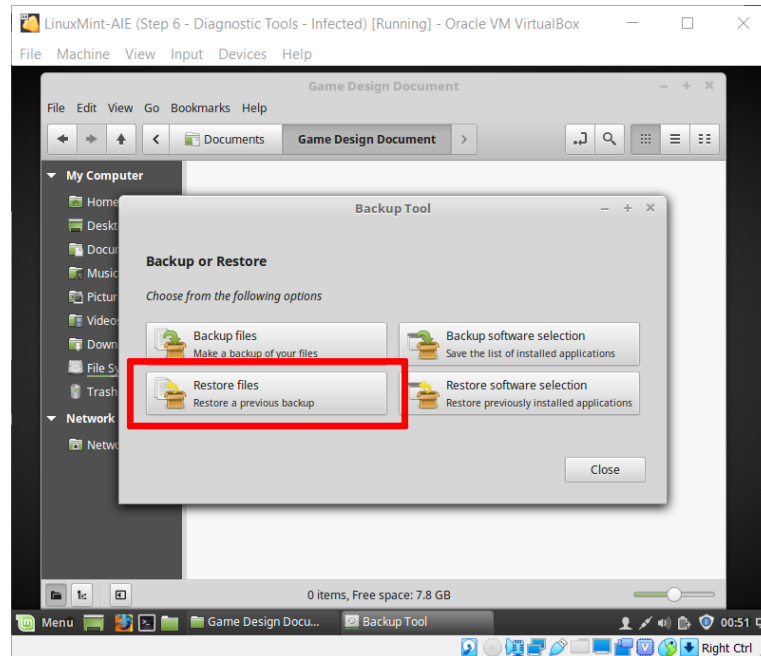 LinuxMint-AIE (Step 6 - Diagnostic Tools - Infected) [Running] - Oracle VM VirtualBox
File Machine View Input Devices Help
Game Design Document
File Edit View Go Bookmarks Help
Documents Game Design Document
My Computer
Home
Deskt
Docum
Music
Pictur
Video
Down
File Sy
Trash
Network
Netwo
Backup Tool
Backup or Restore
Choose from the following options
Backup files
Make a backup of your files
Backup software selection
Save the list of installed applications
Restore files
Restore a previous backup
Restore software selection
Restore previously installed applications
Close
0 items, Free space: 7.8 GB
Menu Game Design Docu... Backup Tool 00:51
Right Ctrl